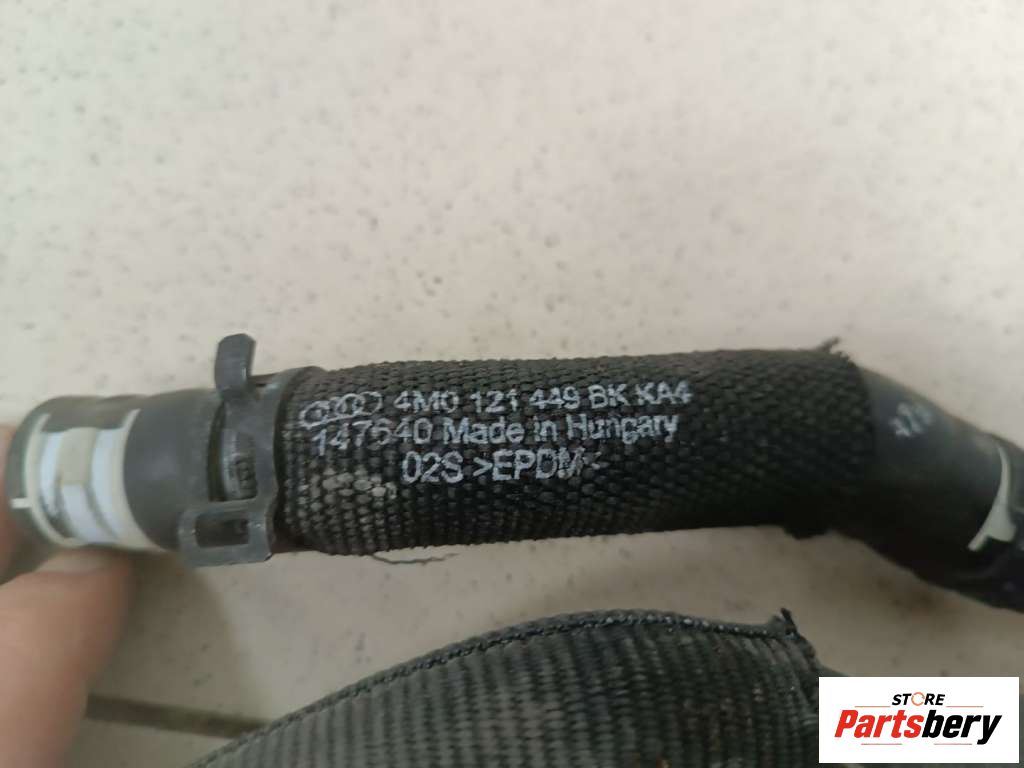 4M0 121 449 BK KA4
147640 Made in Hungary
02S >EPDM<
STORE
Partsbery